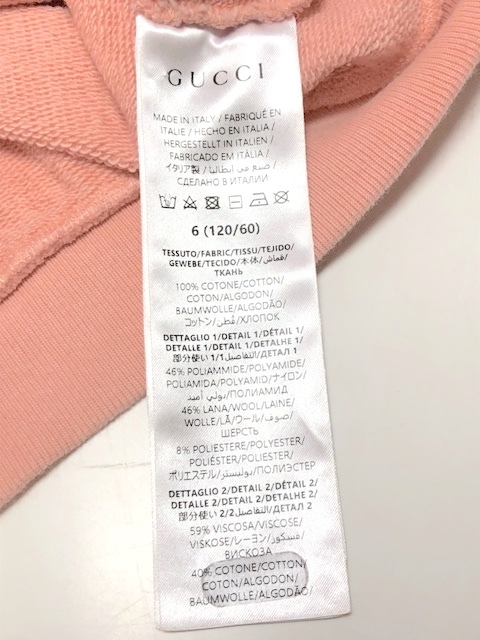 GUCCI
MADE IN ITALY / FABRIQUÉ EN
ITALIE / HECHO EN ITALIA /
HERGESTELLT IN ITALIEN /
FABRICADO EM ITÁLIA /
イタリア製 / صنع في ايطاليا /
СДЕЛАНО В ИТАЛИИ
6 (120/60)
TESSUTO/FABRIC/TISSU/TEJIDO/
GEWEBE/TECIDO/本体/قماش/
ТКАНЬ
100% COTONE/COTTON/
COTON/ALGODON/
BAUMWOLLE/ALGODÃO/
コットン/قطن/ХЛОПОК
DETTAGLIO 1/DETAIL 1/DÉTAIL 1/
DETALLE 1/DETAIL 1/DETALHE 1/
部分使い 1/التفاصيل1/ДЕТАЛ 1
46% POLIAMMIDE/POLYAMIDE/
POLIAMIDA/POLYAMID/ナイロン/
بولي أميد/ПОЛИАМИД
46% LANA/WOOL/LAINE/
WOLLE/LÃ/ウール/صوف/
ШЕРСТЬ
8% POLIESTERE/POLYESTER/
POLIÉSTER/POLIESTER/
ポリエステル/بوليستر/ПОЛИЭСТЕР
DETTAGLIO 2/DETAIL 2/DÉTAIL 2/
DETALLE 2/DETAIL 2/DETALHE 2/
部分使い 2/التفاصيل2/ДЕТАЛ 2
59% VISCOSA/VISCOSE/
VISKOSE/レーヨン/فسكوز/
ВИСКОЗА
40% COTONE/COTTON/
COTON/ALGODON/
BAUMWOLLE/ALGODÃO/